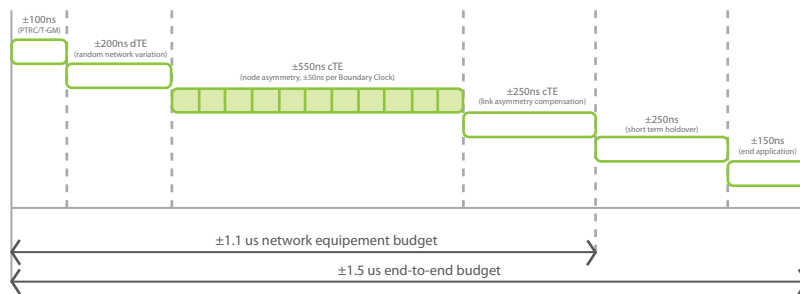 ±100ns
(PTRC/T-GM)
±200ns dTE
(random network variation)
±550ns cTE
(node asymmetry, ±50ns per Boundary Clock)
±250ns cTE
(link asymmetry compensation)
±250ns
(short term holdover)
±150ns
(end application)
±1.1 us network equipement budget
±1.5 us end-to-end budget